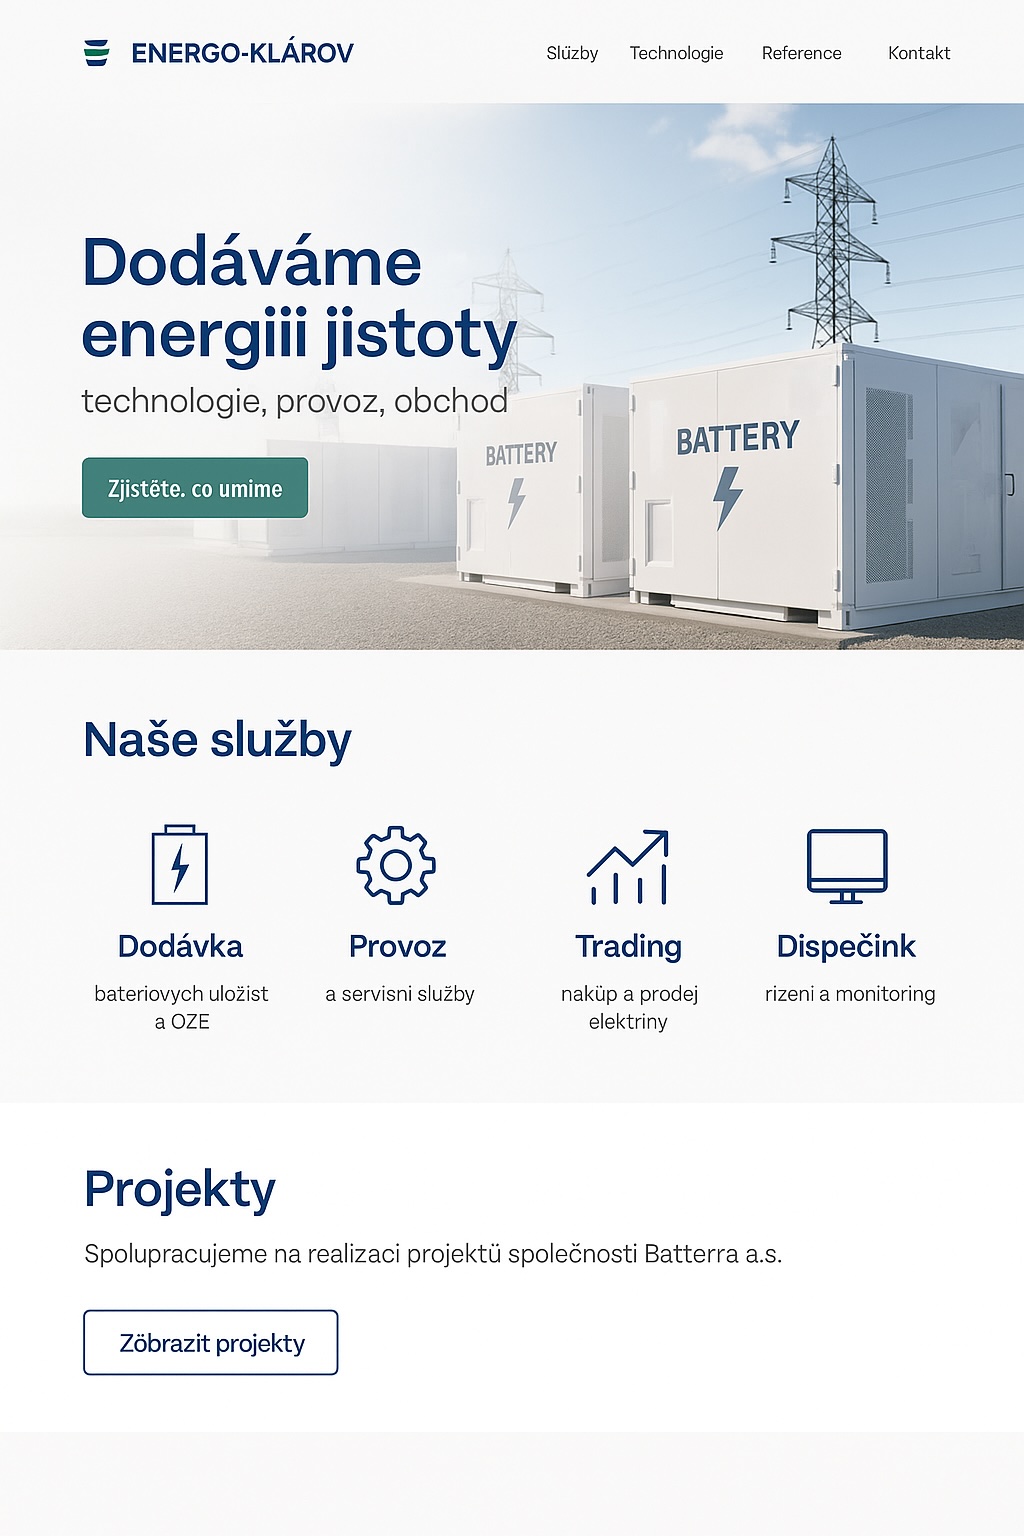 ENERGO-KLÁROV
Slüzby Technologie Reference Kontakt
Dodáváme
energiii jistoty
technologie, provoz, obchod
Zjistëte. co umime
BATTERY
BATTERY
Naše služby
Dodávka
bateriovych uložist
a OZE
Provoz
a servisni služby
Trading
naküp a prodej
elektriny
Dispečink
rizeni a monitoring
Projekty
Spolupracujeme na realizaci projektü společnosti Batterra a.s.
Zöbrazit projekty